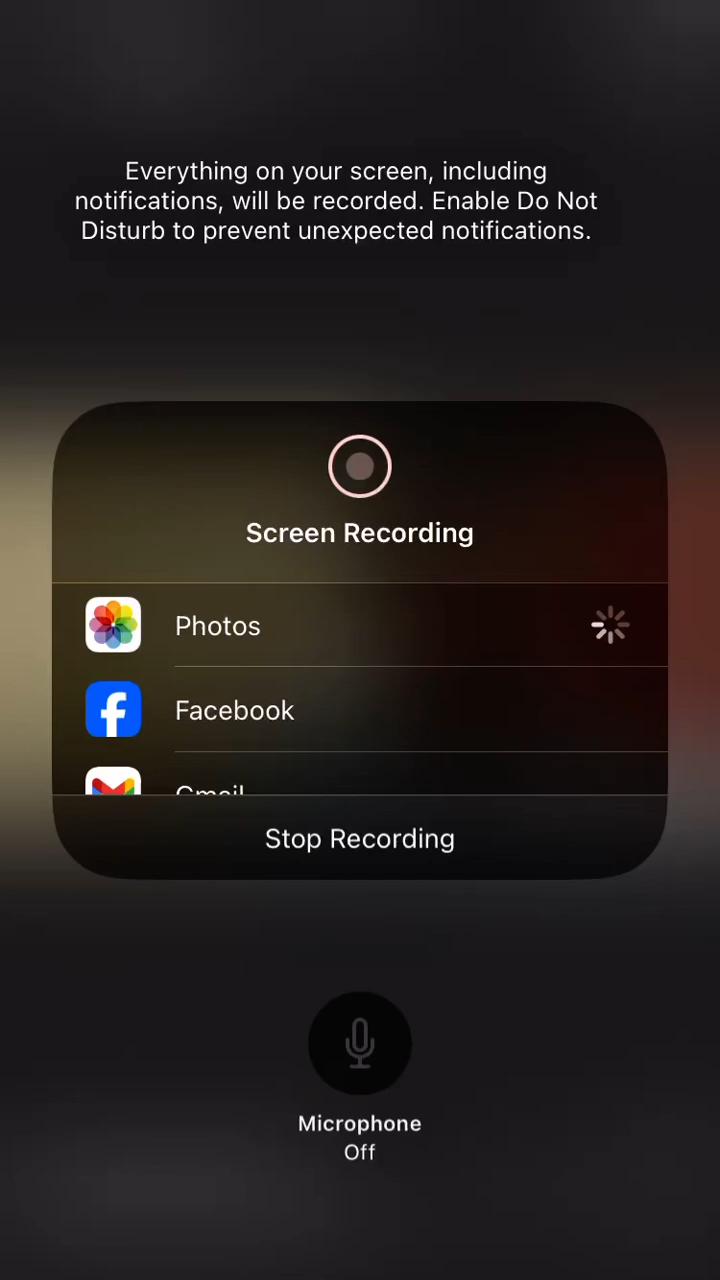 Everything on your screen, including
notifications, will be recorded. Enable Do Not
Disturb to prevent unexpected notifications.
Screen Recording
Photos
Facebook
Gmail
Stop Recording
Microphone
Off